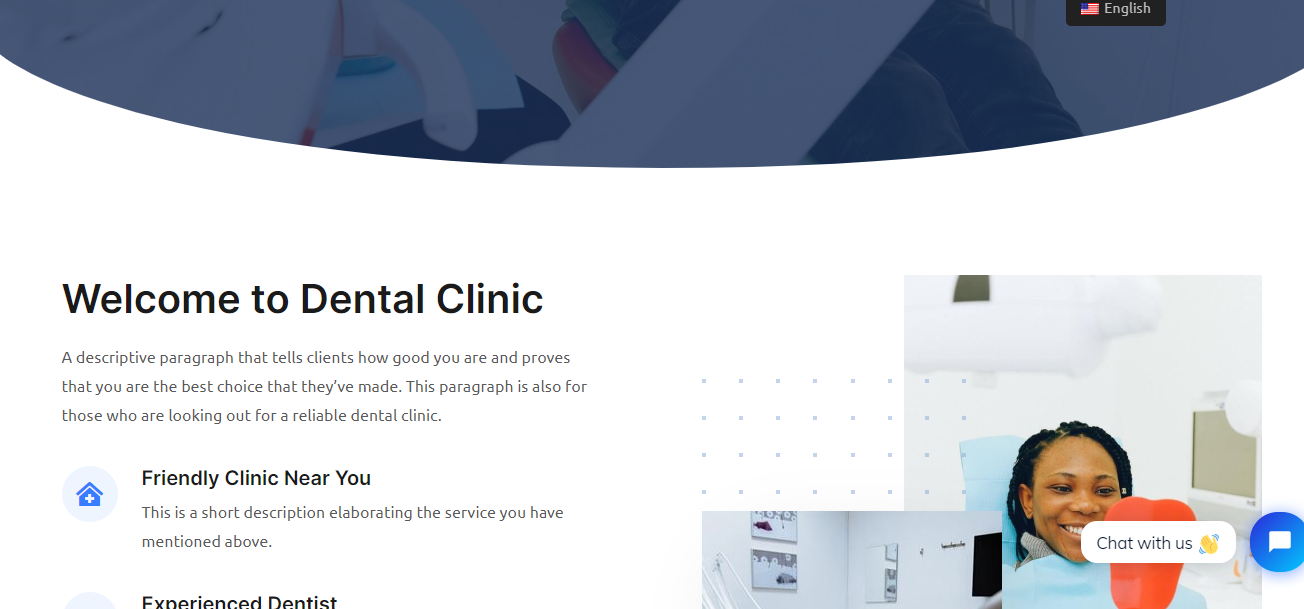 English
Welcome to Dental Clinic
A descriptive paragraph that tells clients how good you are and proves
that you are the best choice that they’ve made. This paragraph is also for
those who are looking out for a reliable dental clinic.
Friendly Clinic Near You
This is a short description elaborating the service you have
mentioned above.
Chat with us 👋
Experienced Dentist